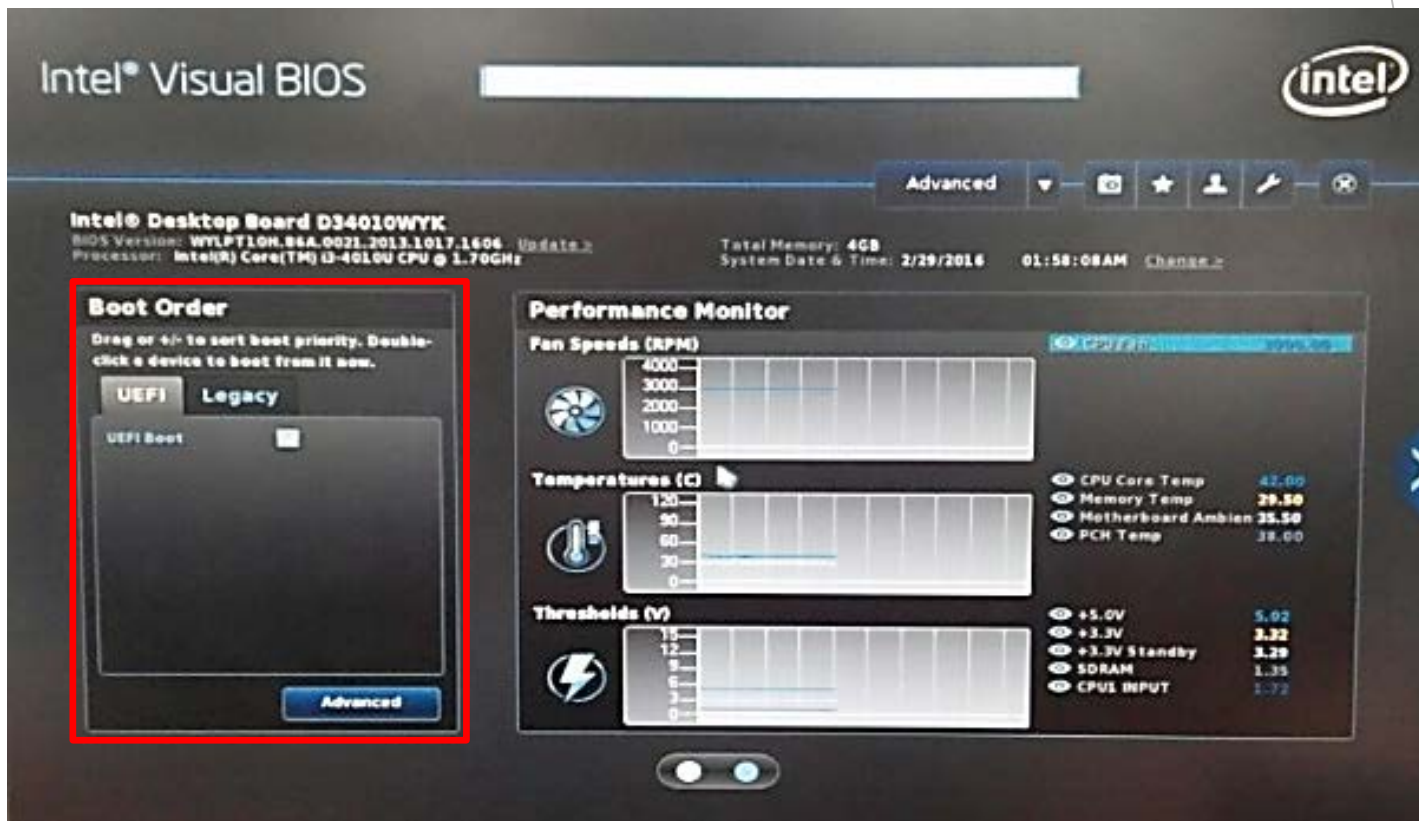 Intel® Visual BIOS
intel
Advanced
Intel® Desktop Board D34010WYK
BIOS Version: WYLPT10H.86A.0021.2013.1017.1606 Update >
Processor: Intel(R) Core(TM) i3-4010U CPU @ 1.70GHz
Total Memory: 4GB
System Date & Time: 2/29/2016 01:58:08AM Change >
Boot Order
Drag or +/- to sort boot priority. Double-
click a device to boot from it now.
UEFI Legacy
UEFI Boot
Advanced
Performance Monitor
Fan Speeds (RPM)
4000
3000
2000
1000
0
CPU Fan
Temperatures (C)
120
90
60
30
0
CPU Core Temp 42.00
Memory Temp 29.50
Motherboard Ambien 35.50
PCH Temp 38.00
Thresholds (V)
15
12
9
6
3
0
+5.0V 5.02
+3.3V 3.32
+3.3V Standby 3.29
SDRAM 1.35
CPU1 INPUT 1.72